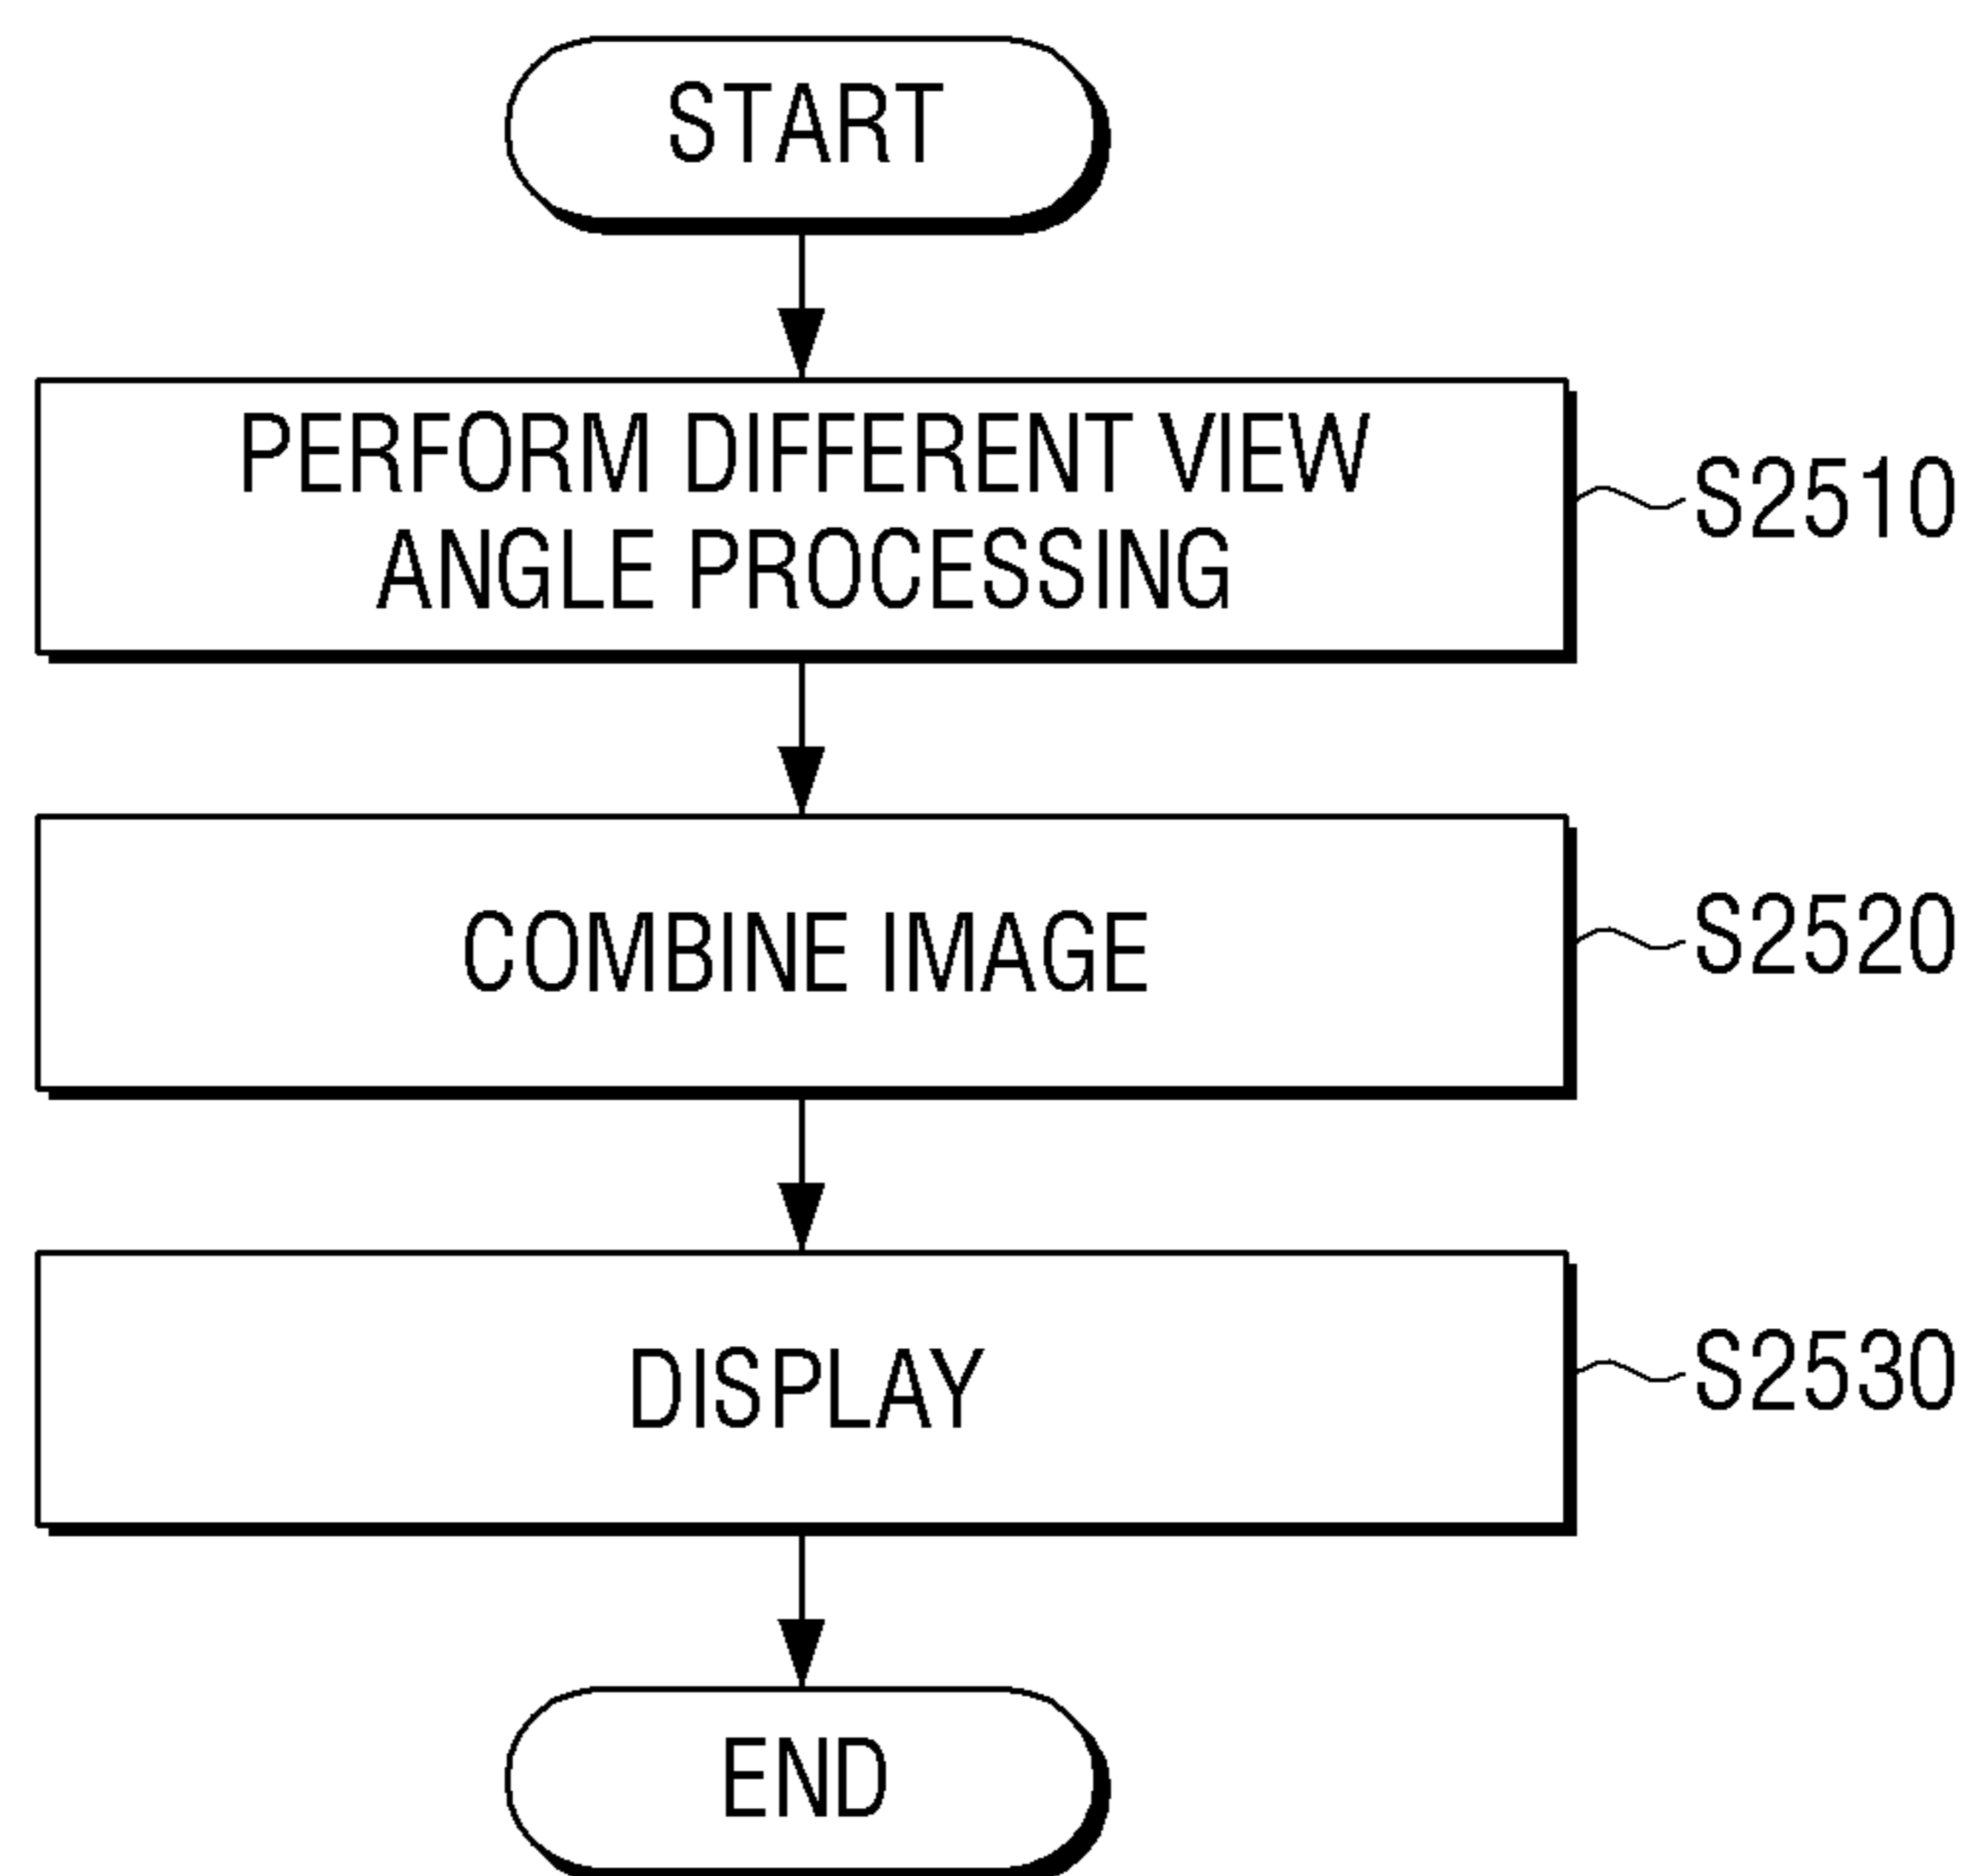 START
PERFORM DIFFERENT VIEW
ANGLE PROCESSING
S2510
COMBINE IMAGE
S2520
DISPLAY
S2530
END